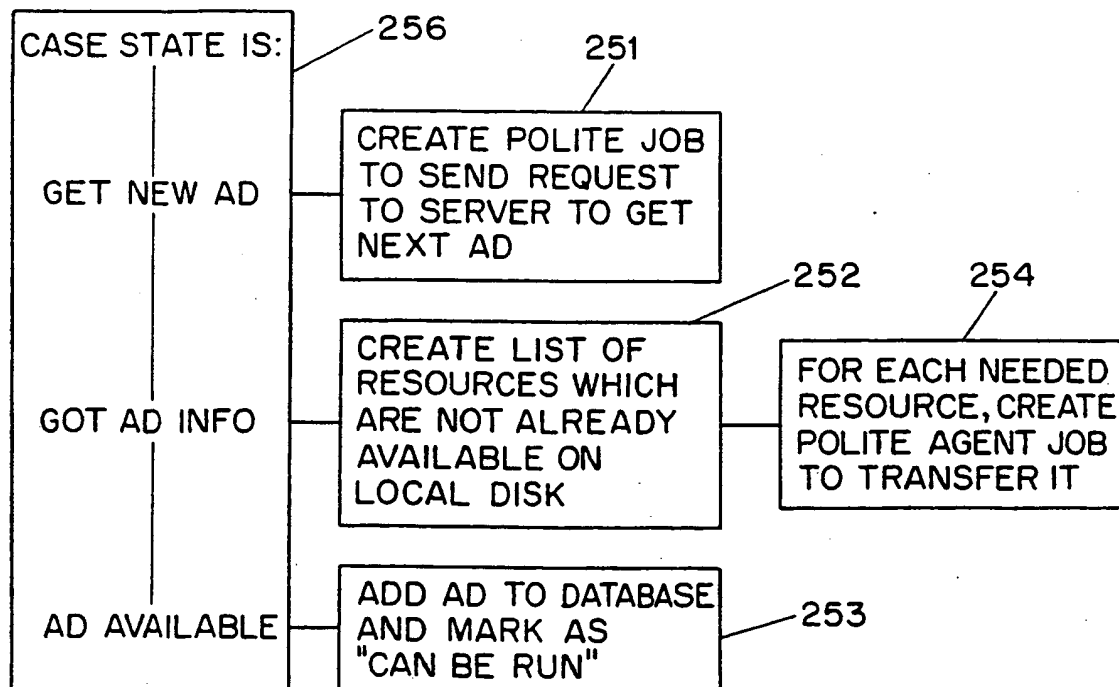 CASE STATE IS:
256
GET NEW AD
251
CREATE POLITE JOB
TO SEND REQUEST
TO SERVER TO GET
NEXT AD
GOT AD INFO
252
CREATE LIST OF
RESOURCES WHICH
ARE NOT ALREADY
AVAILABLE ON
LOCAL DISK
254
FOR EACH NEEDED
RESOURCE, CREATE
POLITE AGENT JOB
TO TRANSFER IT
AD AVAILABLE
ADD AD TO DATABASE
AND MARK AS
"CAN BE RUN"
253